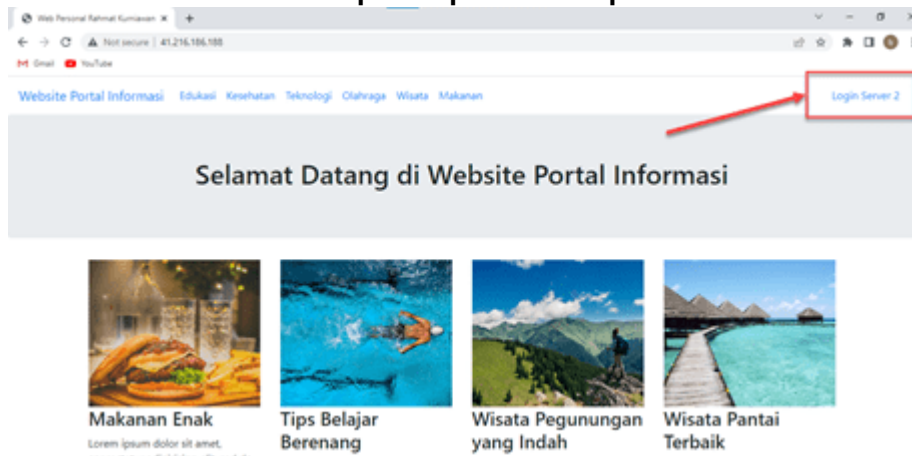 Web Personal Rahmat Kurniawan
Not secure | 41.216.186.188
Gmail YouTube
Website Portal Informasi Edukasi Kesehatan Teknologi Olahraga Wisata Makanan Login Server 2
Selamat Datang di Website Portal Informasi
Makanan Enak
Lorem ipsum dolor sit amet,
Tips Belajar
Berenang
Wisata Pegunungan
yang Indah
Wisata Pantai
Terbaik